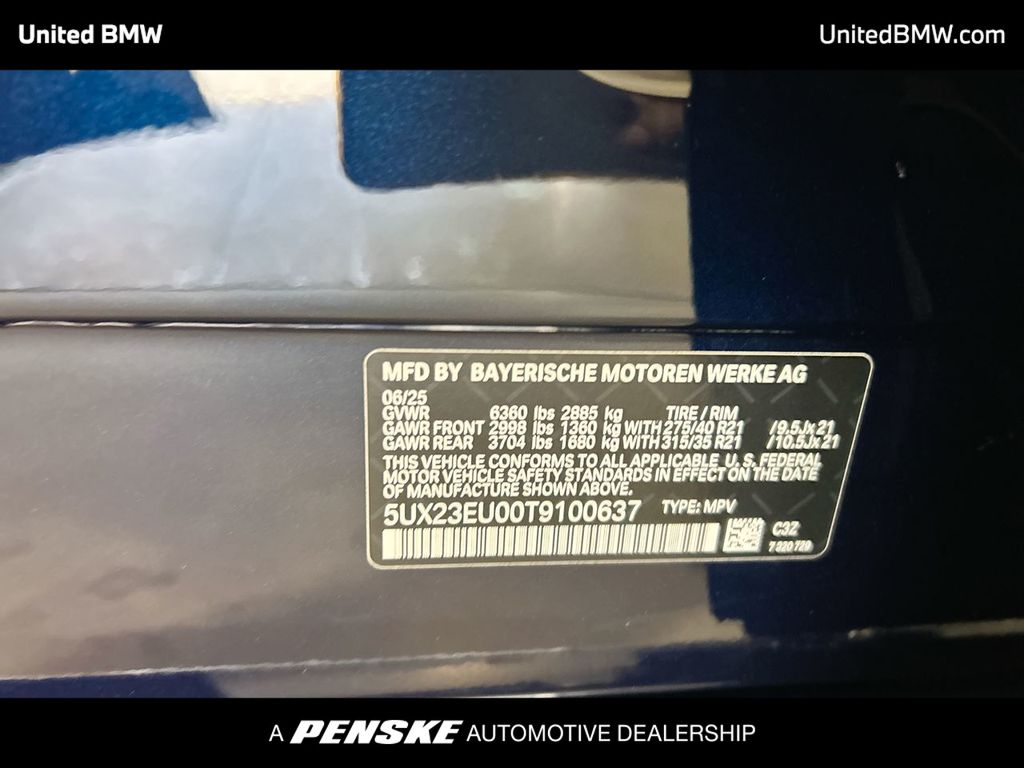 United BMW
UnitedBMW.com
MFD BY BAYERISCHE MOTOREN WERKE AG
06/25
GVWR 6360 lbs 2885 kg TIRE / RIM
GAWR FRONT 2998 lbs 1360 kg WITH 275/40 R21 /9.5Jx21
GAWR REAR 3704 lbs 1680 kg WITH 315/35 R21 /10.5Jx21
THIS VEHICLE CONFORMS TO ALL APPLICABLE U. S. FEDERAL
MOTOR VEHICLE SAFETY STANDARDS IN EFFECT ON THE DATE
OF MANUFACTURE SHOWN ABOVE.
5UX23EU00T9100637 TYPE: MPV
C3Z
7 320 729
A PENSKE AUTOMOTIVE DEALERSHIP